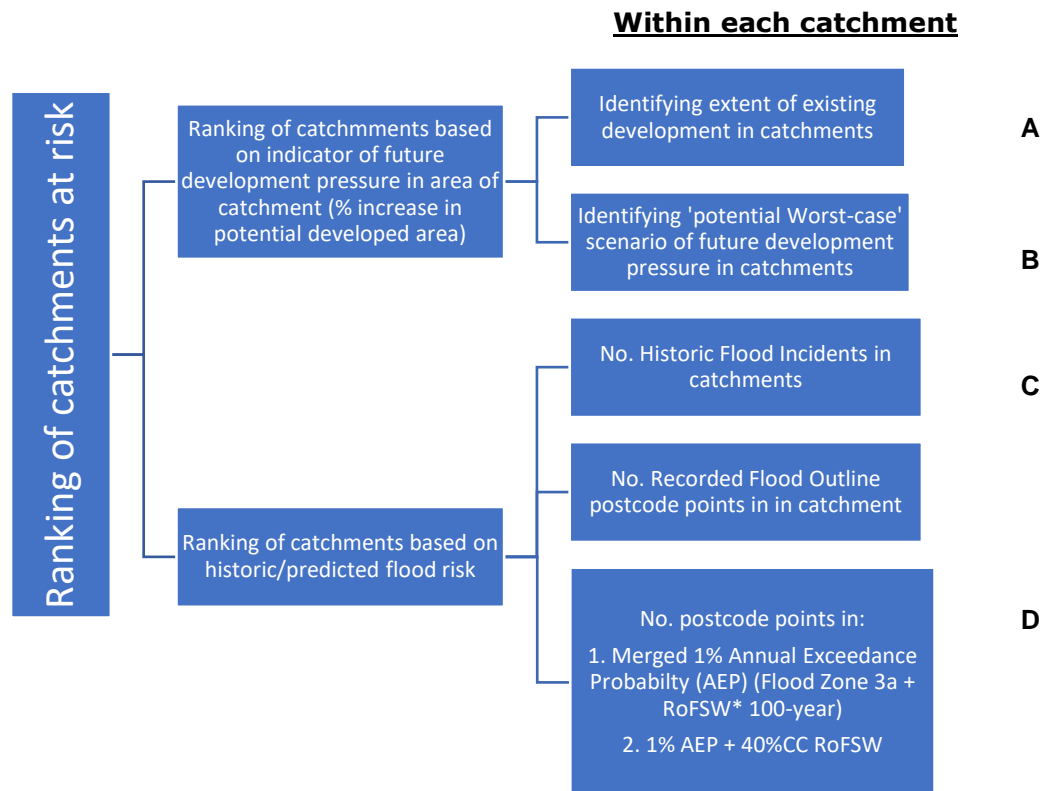 Within each catchment
Ranking of catchments at risk
Ranking of catchmments based
on indicator of future
development pressure in area of
catchment (% increase in
potential developed area)
Identifying extent of existing
development in catchments
A
Identifying 'potential Worst-case'
scenario of future development
pressure in catchments
B
Ranking of catchments based on
historic/predicted flood risk
No. Historic Flood Incidents in
catchments
C
No. Recorded Flood Outline
postcode points in in catchment
No. postcode points in:
1. Merged 1% Annual Exceedance
Probabilty (AEP) (Flood Zone 3a +
RoFSW* 100-year)
2. 1% AEP + 40%CC RoFSW
D